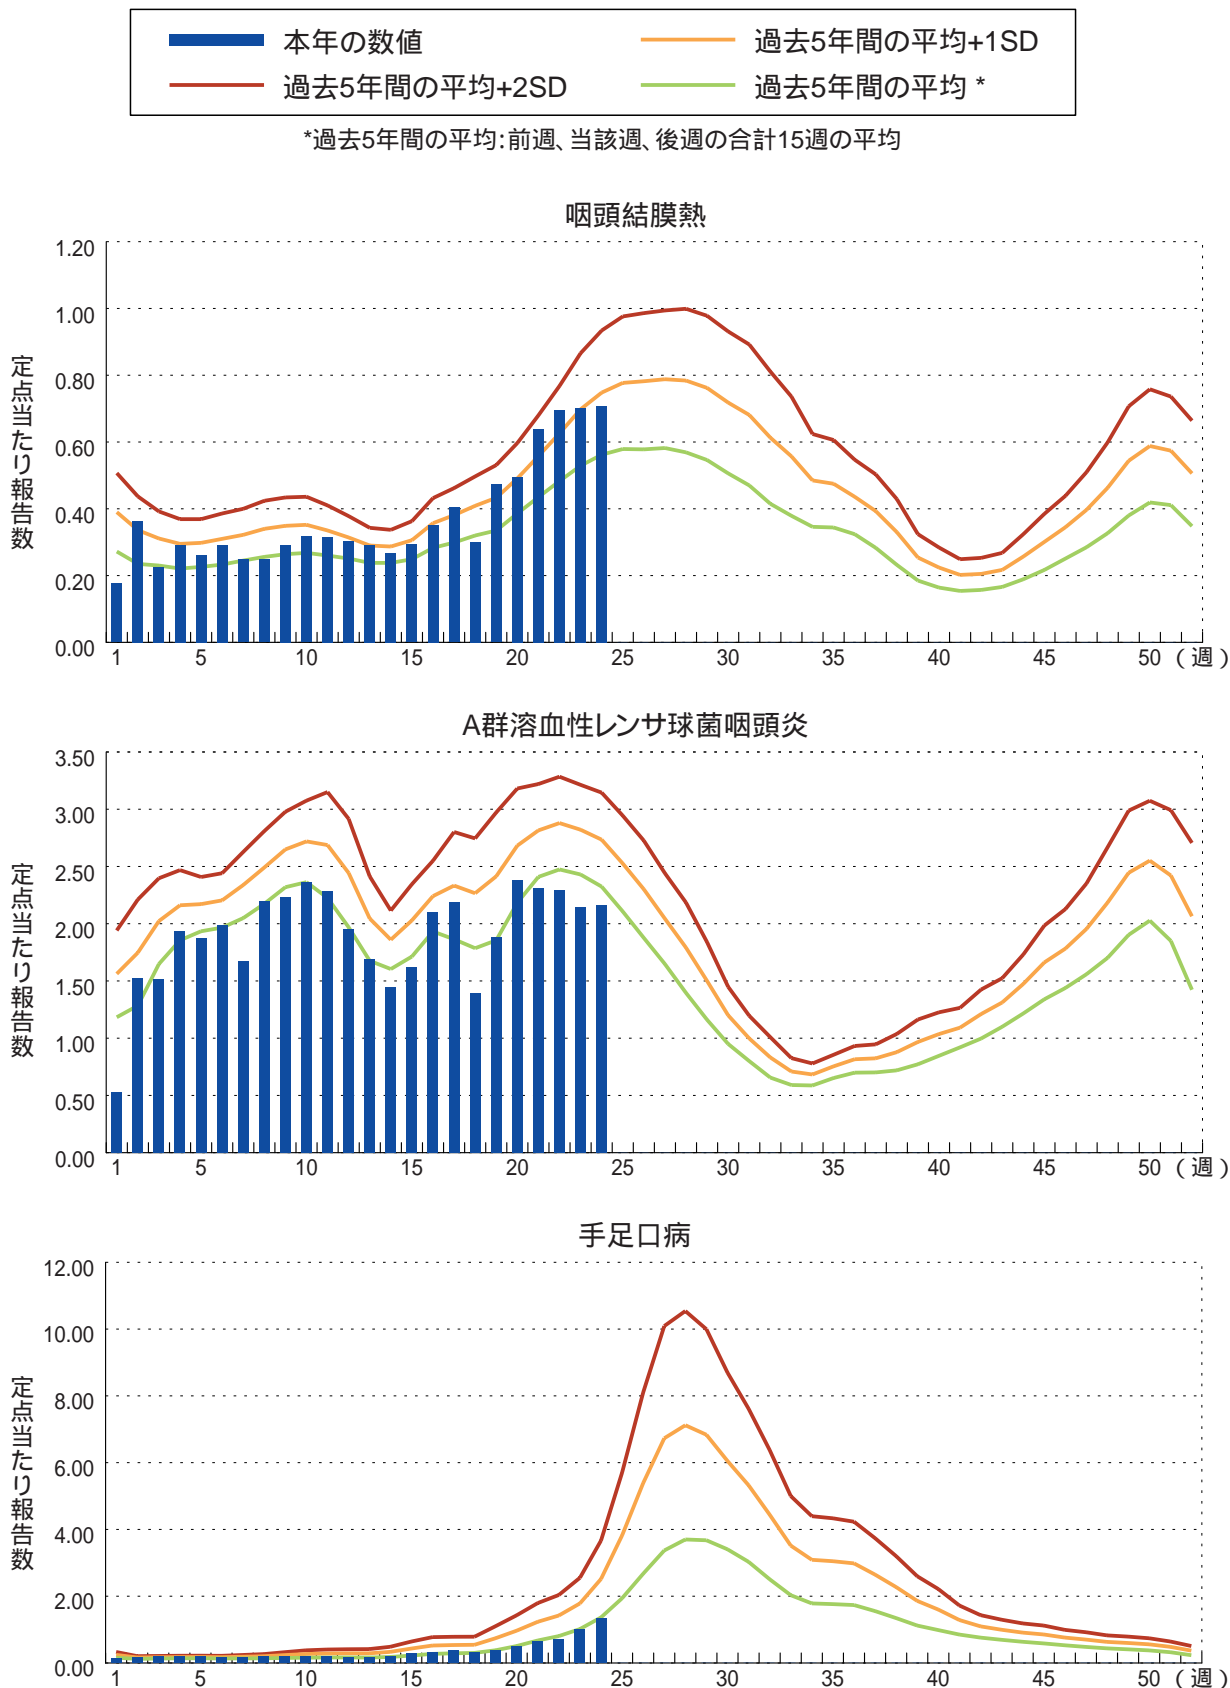 本年の数値 過去5年間の平均+1SD
過去5年間の平均+2SD 過去5年間の平均 *
*過去5年間の平均:前週、当該週、後週の合計15週の平均
咽頭結膜熱
定点当たり報告数
1.20
1.00
0.80
0.60
0.40
0.20
0.00
1 5 10 15 20 25 30 35 40 45 50 (週)
A群溶血性レンサ球菌咽頭炎
定点当たり報告数
3.50
3.00
2.50
2.00
1.50
1.00
0.50
0.00
1 5 10 15 20 25 30 35 40 45 50 (週)
手足口病
定点当たり報告数
12.00
10.00
8.00
6.00
4.00
2.00
0.00
1 5 10 15 20 25 30 35 40 45 50 (週)